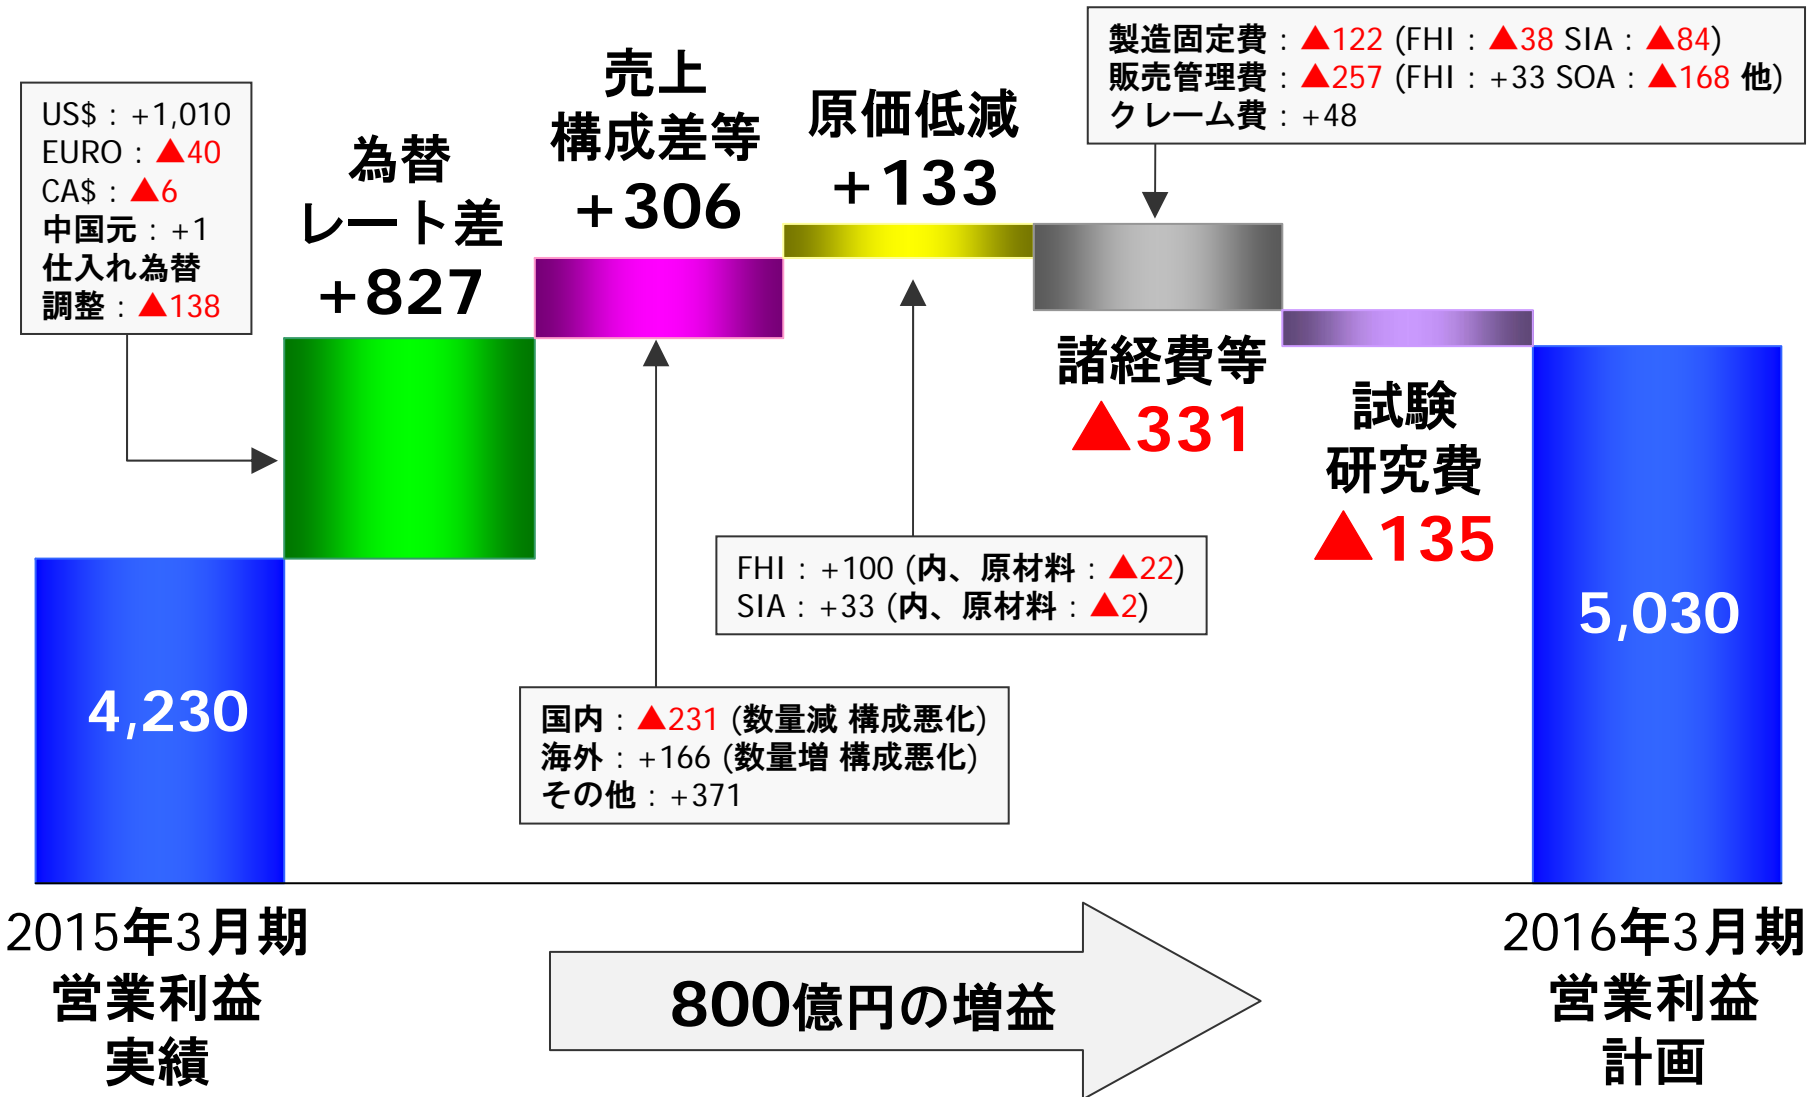 US$ : +1,010
EURO : ▲40
CA$ : ▲6
中国元 : +1
仕入れ為替
調整 : ▲138
為替
レート差
+827
売上
構成差等
+306
原価低減
+133
製造固定費 : ▲122 (FHI : ▲38 SIA : ▲84)
販売管理費 : ▲257 (FHI : +33 SOA : ▲168 他)
クレーム費 : +48
諸経費等
▲331
試験
研究費
▲135
FHI : +100 (内、原材料 : ▲22)
SIA : +33 (内、原材料 : ▲2)
国内 : ▲231 (数量減 構成悪化)
海外 : +166 (数量増 構成悪化)
その他 : +371
4,230
5,030
2015年3月期
営業利益
実績
800億円の増益
2016年3月期
営業利益
計画